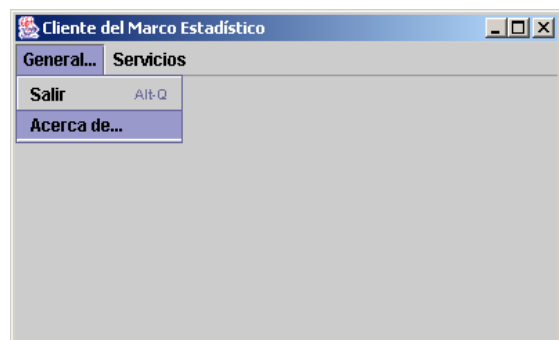 Cliente del Marco Estadístico
General... Servicios
Salir Alt-Q
Acerca de...